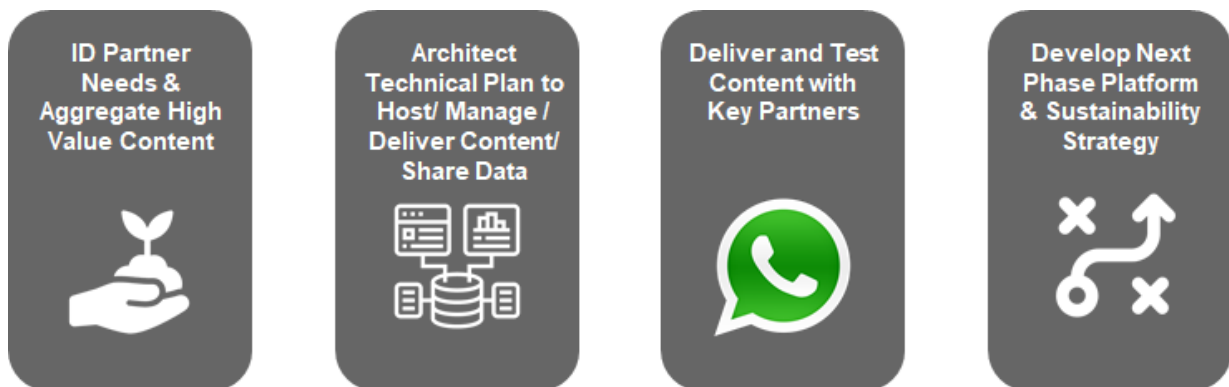 ID Partner
Needs &
Aggregate High
Value Content
Architect
Technical Plan to
Host/ Manage /
Deliver Content/
Share Data
Deliver and Test
Content with
Key Partners
Develop Next
Phase Platform
& Sustainability
Strategy